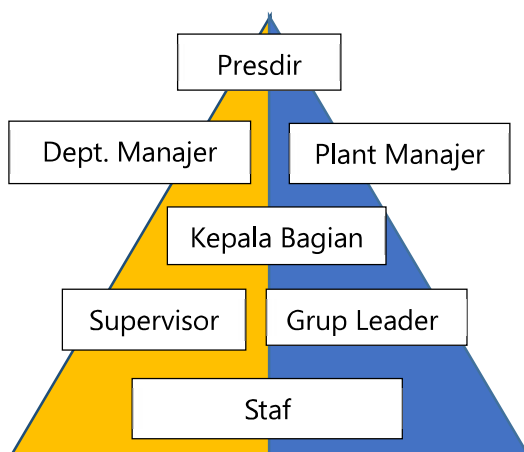 Presdir
Dept. Manajer
Plant Manajer
Kepala Bagian
Supervisor
Grup Leader
Staf